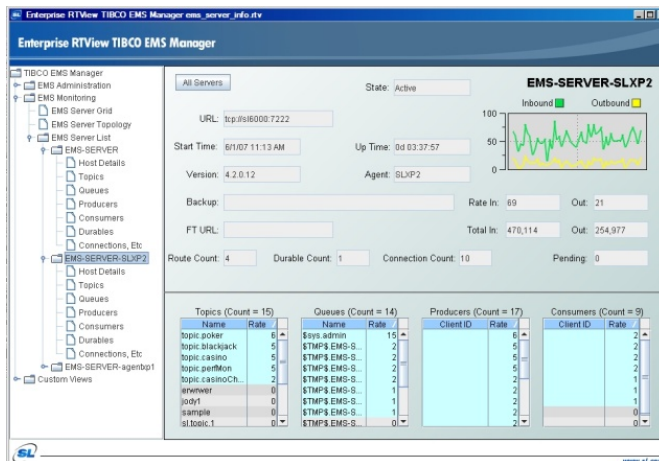 Enterprise RTView TIBCO EMS Manager ems_server_info.rtv
Enterprise RTView TIBCO EMS Manager
TIBCO EMS Manager
EMS Administration
EMS Monitoring
EMS Server Grid
EMS Server Topology
EMS Server List
EMS-SERVER
Host Details
Topics
Queues
Producers
Consumers
Durables
Connections, Etc
EMS-SERVER-SLXP2
Host Details
Topics
Queues
Producers
Consumers
Durables
Connections, Etc
EMS-SERVER-agenbp1
Custom Views
All Servers
State: Active
EMS-SERVER-SLXP2
Inbound Outbound
100
50
0
URL: tcp://sl6000:7222
Start Time: 6/1/07 11:13 AM Up Time: 0d 03:37:57
Version: 4.2.0.12 Agent: SLXP2
Backup: Rate In: 69 Out: 21
FT URL: Total In: 470,114 Out: 254,977
Route Count: 4 Durable Count: 1 Connection Count: 10 Pending: 0
Topics (Count = 15)
Name Rate
topic.poker 6
topic.blackjack 5
topic.casino 5
topic.perfMon 5
topic.casinoCh... 2
erwrwer 0
jody1 0
sample 0
sl.topic.1 0
Queues (Count = 14)
Name Rate
$sys.admin 15
$TMP$.EMS-S... 2
$TMP$.EMS-S... 2
$TMP$.EMS-S... 2
$TMP$.EMS-S... 2
$TMP$.EMS-S... 1
$TMP$.EMS-S... 1
$TMP$.EMS-S... 1
$TMP$.EMS-S... 0
Producers (Count = 17)
Client ID Rate
6
5
5
5
2
2
2
2
2
Consumers (Count = 9)
Client ID Rate
2
2
2
2
1
1
0
0
0
SL